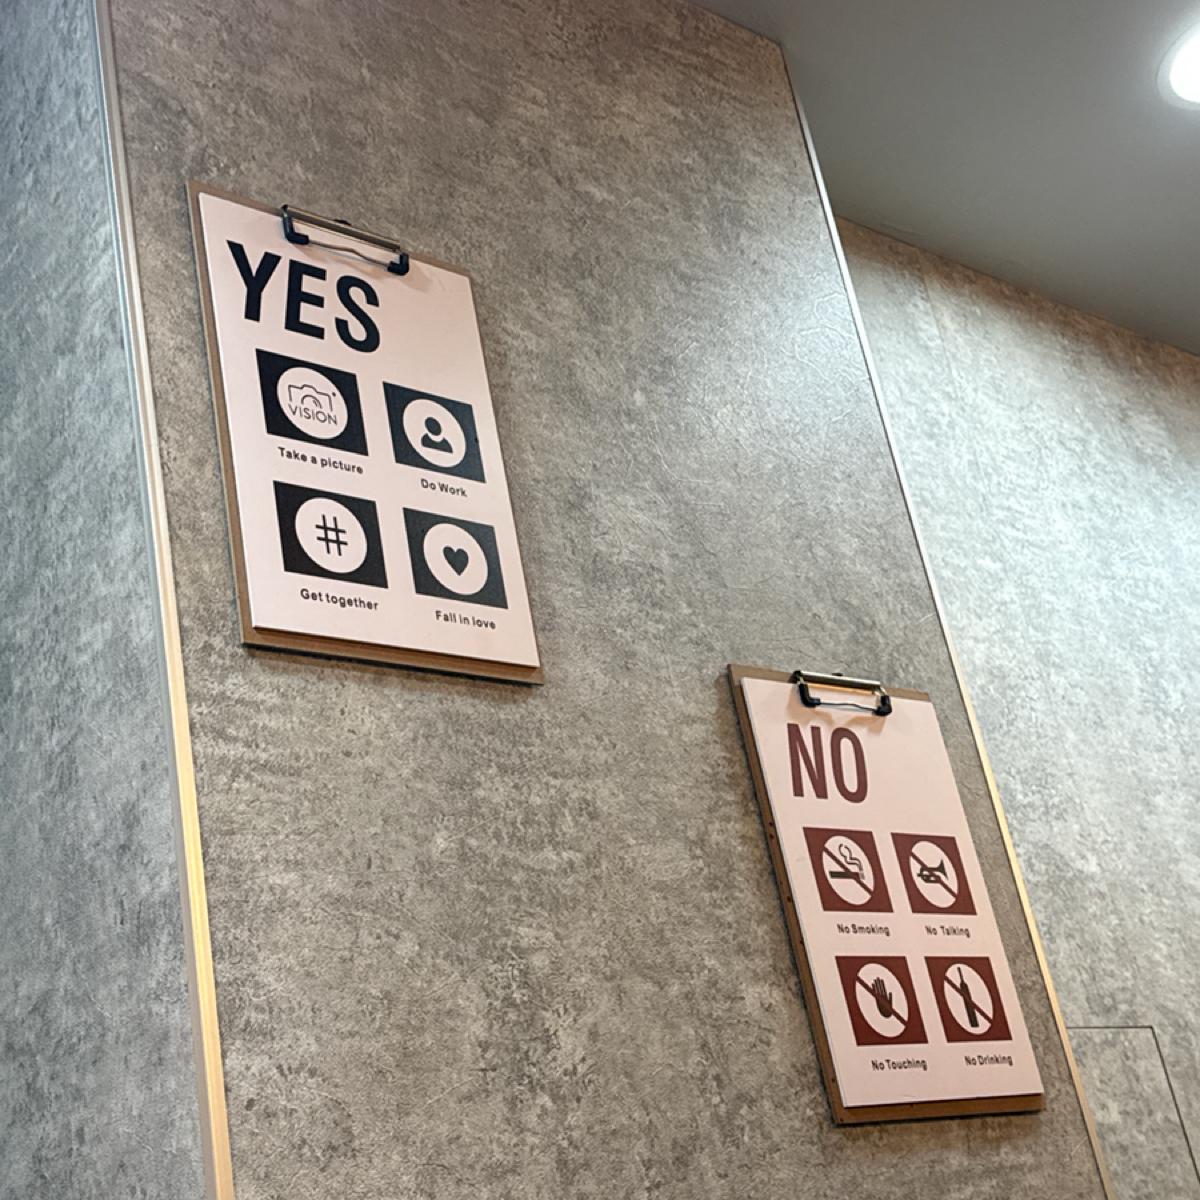 YES
VISION
Take a picture
Do Work
#
Get together
Fall in love
NO
No Smoking
No Talking
No Touching
No Drinking